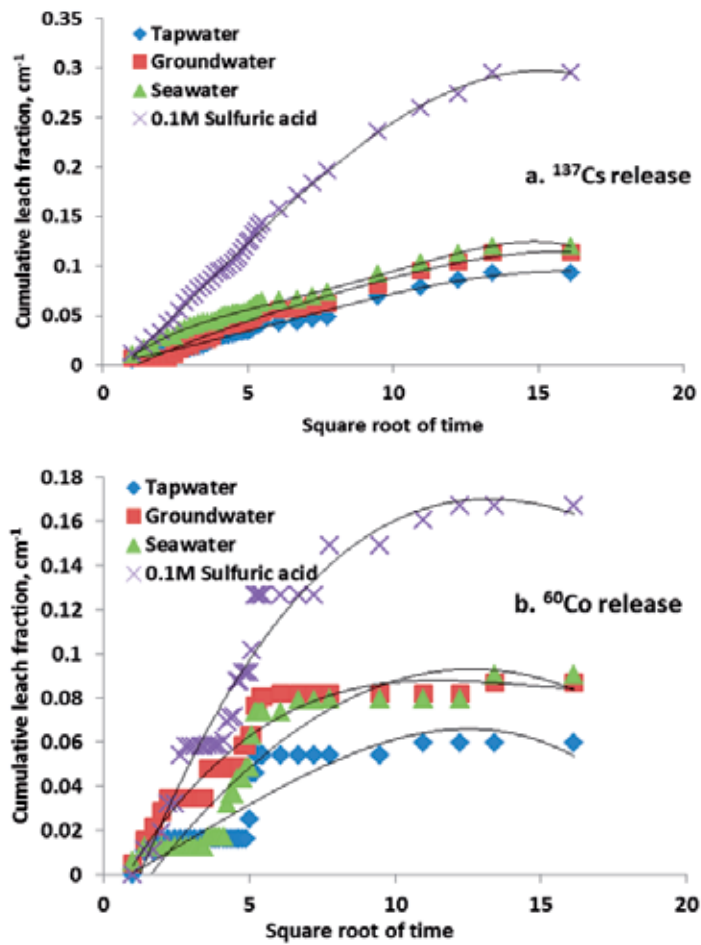 Tapwater
Groundwater
Seawater
0.1M Sulfuric acid
Cumulative leach fraction, cm-1
0.3
0.25
0.2
0.15
0.1
0.05
0
a. 137Cs release
0 5 10 15 20
Square root of time
Tapwater
Groundwater
Seawater
0.1M Sulfuric acid
Cumulative leach fraction, cm-1
0.18
0.16
0.14
0.12
0.1
0.08
0.06
0.04
0.02
0
b. 60Co release
0 5 10 15 20
Square root of time